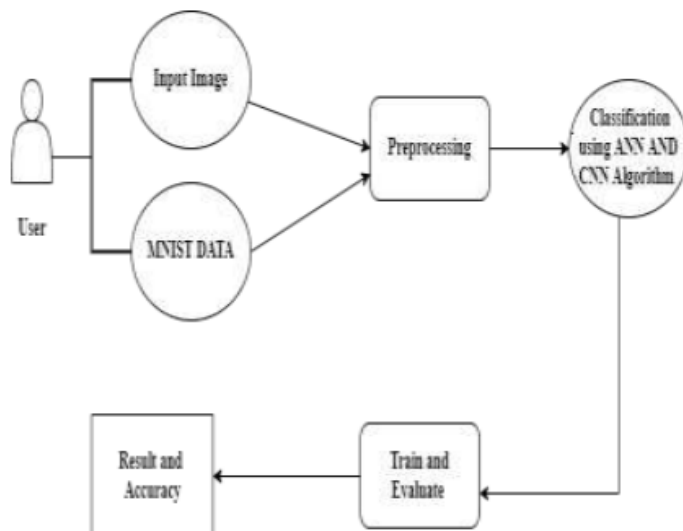 Input Image
User
MNIST DATA
Preprocessing
Classification
using ANN AND
CNN Algorithm
Train and
Evaluate
Result and
Accuracy